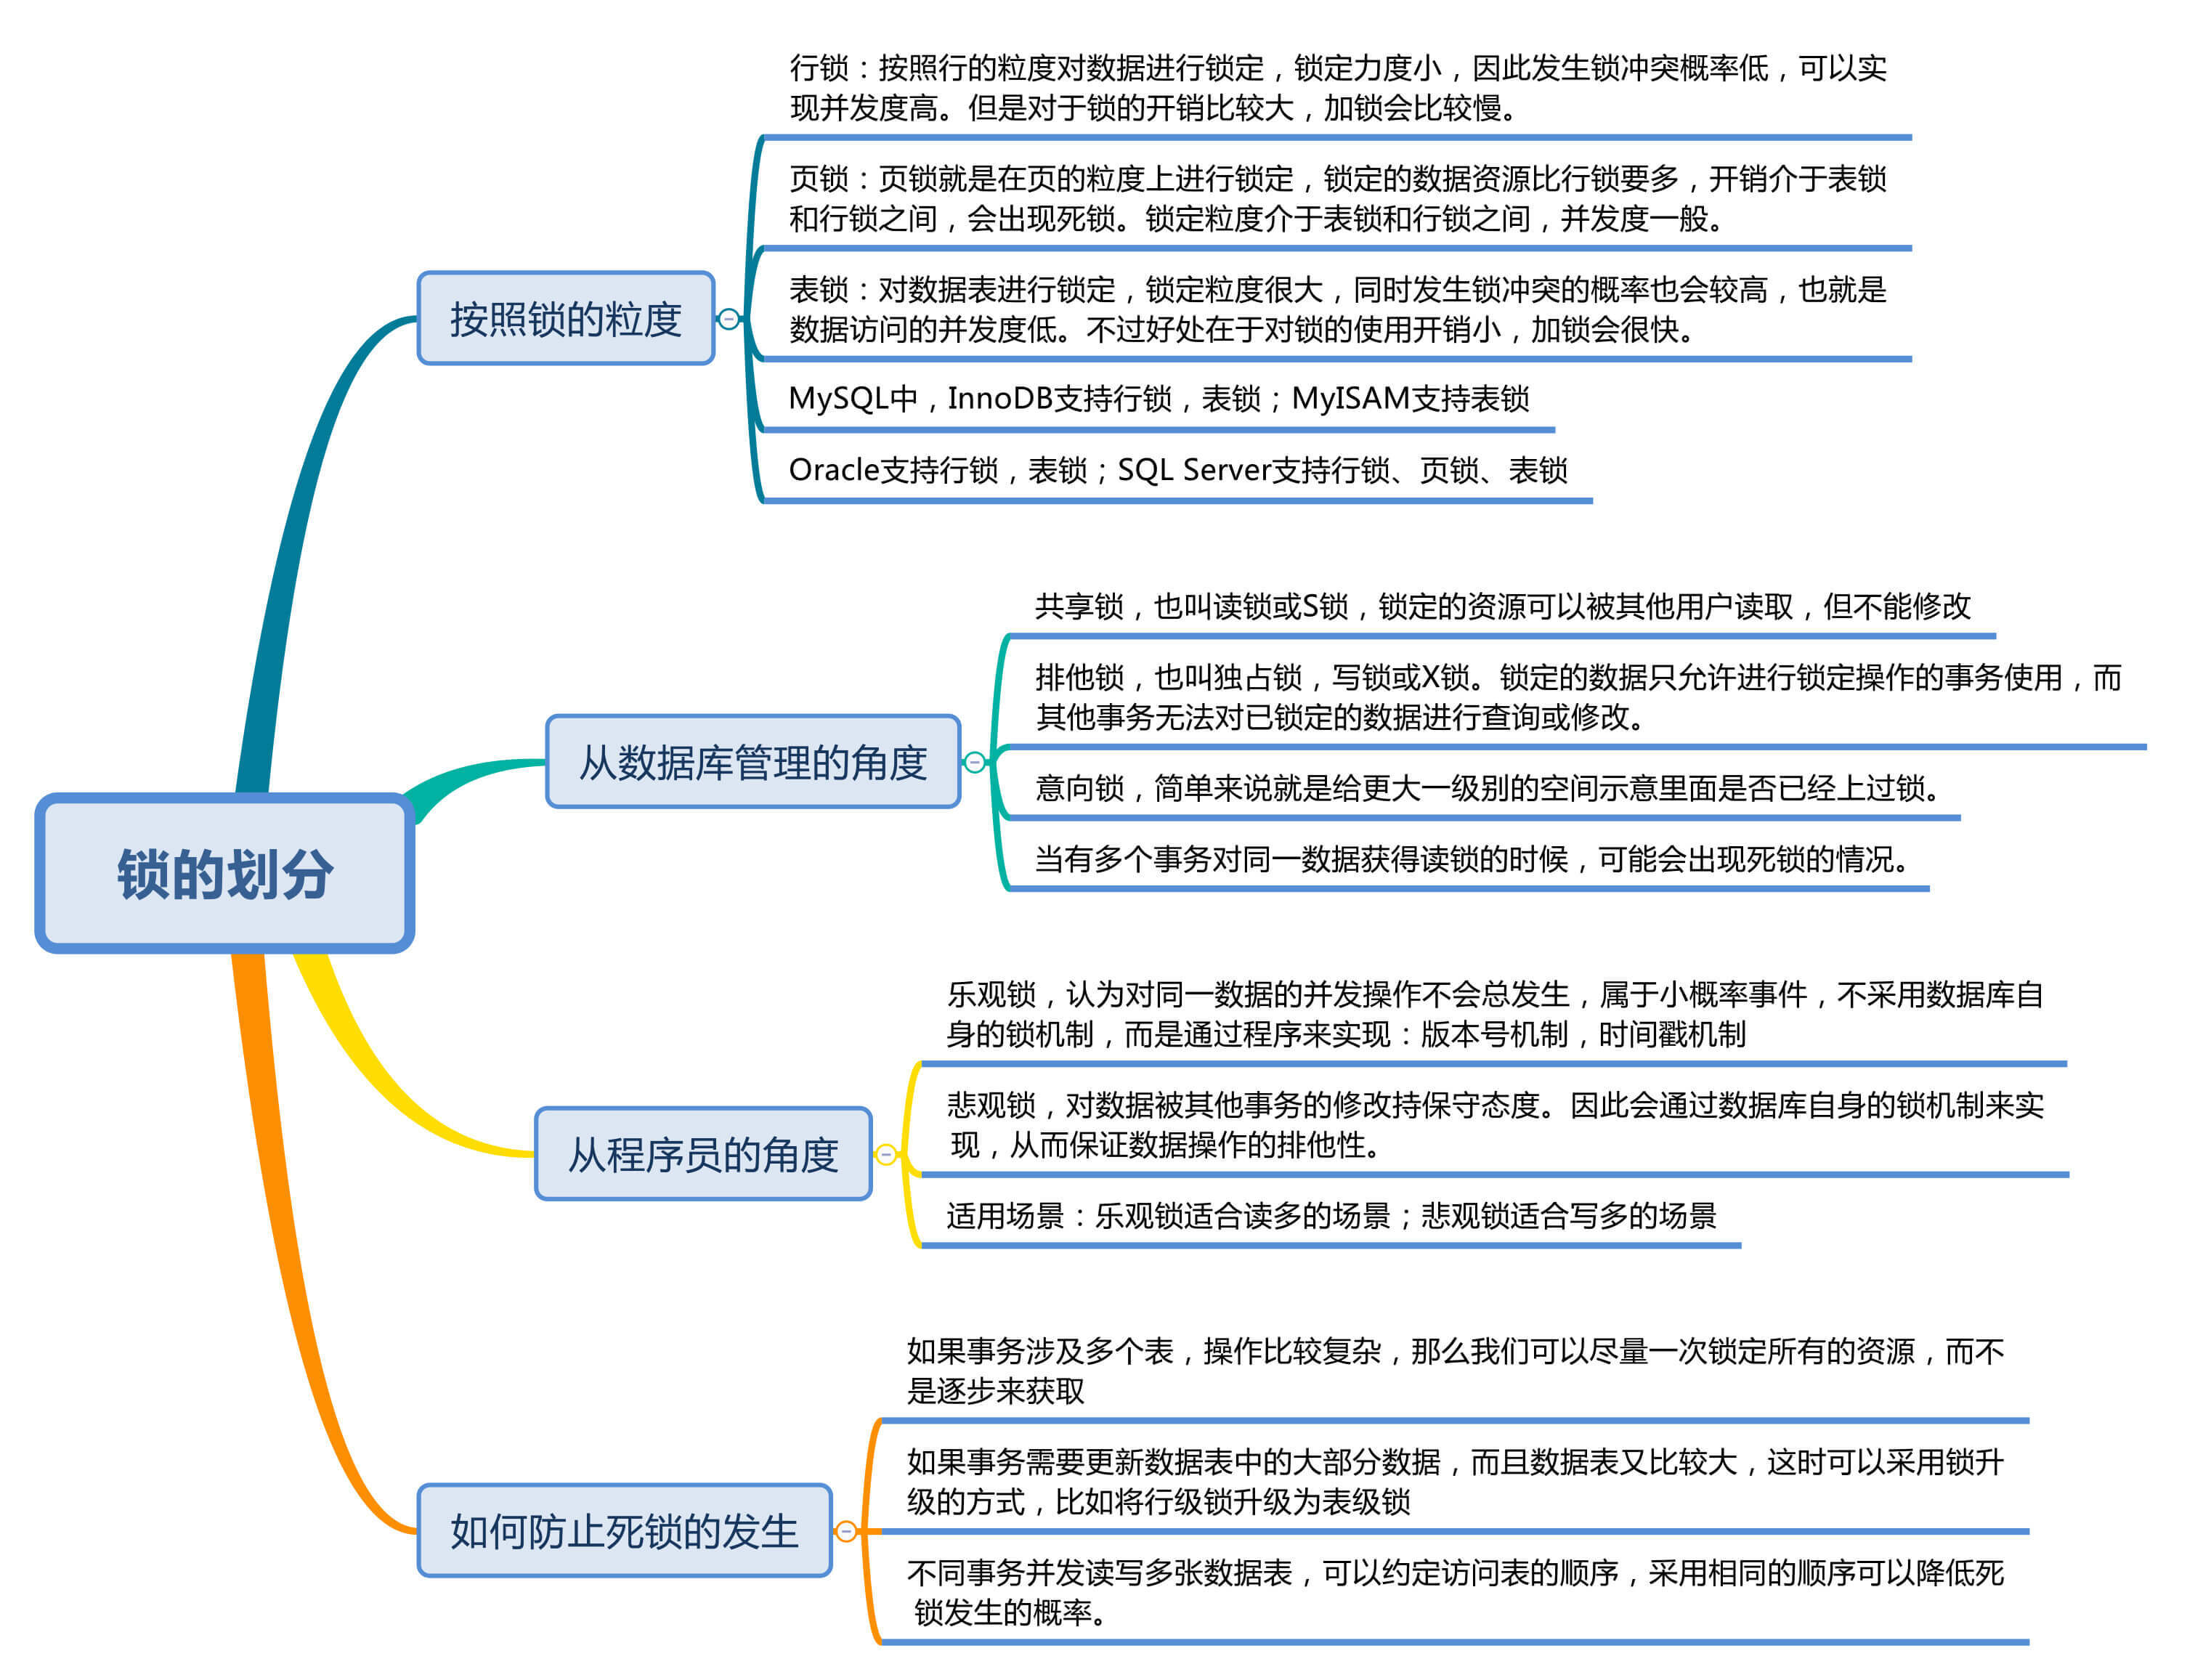 行锁：按照行的粒度对数据进行锁定，锁定力度小，因此发生锁冲突概率低，可以实
现并发度高。但是对于锁的开销比较大，加锁会比较慢。
页锁：页锁就是在页的粒度上进行锁定，锁定的数据资源比行锁要多，开销介于表锁
和行锁之间，会出现死锁。锁定粒度介于表锁和行锁之间，并发度一般。
表锁：对数据表进行锁定，锁定粒度很大，同时发生锁冲突的概率也会较高，也就是
数据访问的并发度低。不过好处在于对锁的使用开销小，加锁会很快。
按照锁的粒度
MySQL中，InnoDB支持行锁，表锁；MyISAM支持表锁
Oracle支持行锁，表锁；SQL Server支持行锁、页锁、表锁
共享锁，也叫读锁或S锁，锁定的资源可以被其他用户读取，但不能修改
排他锁，也叫独占锁，写锁或X锁。锁定的数据只允许进行锁定操作的事务使用，而
其他事务无法对已锁定的数据进行查询或修改。
从数据库管理的角度
意向锁，简单来说就是给更大一级别的空间示意里面是否已经上过锁。
当有多个事务对同一数据获得读锁的时候，可能会出现死锁的情况。
锁的划分
乐观锁，认为对同一数据的并发操作不会总发生，属于小概率事件，不采用数据库自
身的锁机制，而是通过程序来实现：版本号机制，时间戳机制
悲观锁，对数据被其他事务的修改持保守态度。因此会通过数据库自身的锁机制来实
现，从而保证数据操作的排他性。
从程序员的角度
适用场景：乐观锁适合读多的场景；悲观锁适合写多的场景
如果事务涉及多个表，操作比较复杂，那么我们可以尽量一次锁定所有的资源，而不
是逐步来获取
如果事务需要更新数据表中的大部分数据，而且数据表又比较大，这时可以采用锁升
级的方式，比如将行级锁升级为表级锁
如何防止死锁的发生
不同事务并发读写多张数据表，可以约定访问表的顺序，采用相同的顺序可以降低死
锁发生的概率。